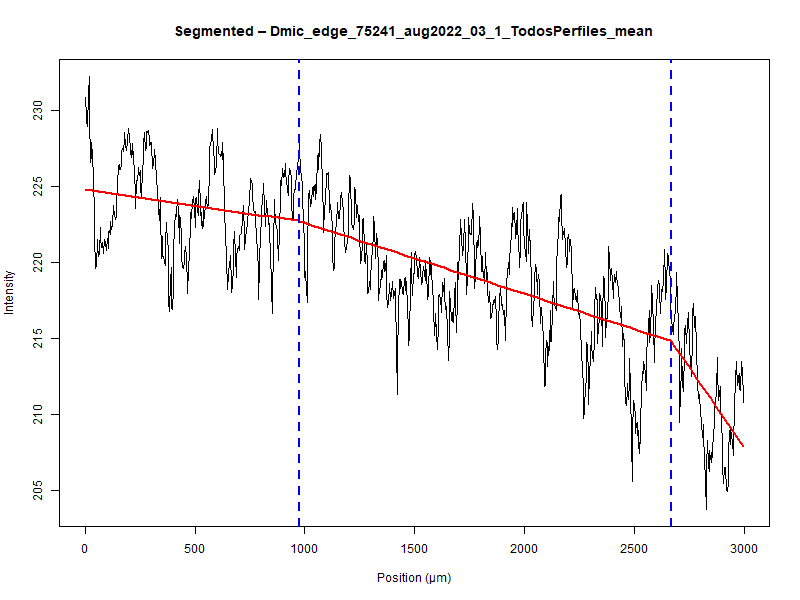 Segmented – Dmic_edge_75241_aug2022_03_1_TodosPerfiles_mean
Intensity
230
225
220
215
210
205
0 500 1000 1500 2000 2500 3000
Position (µm)